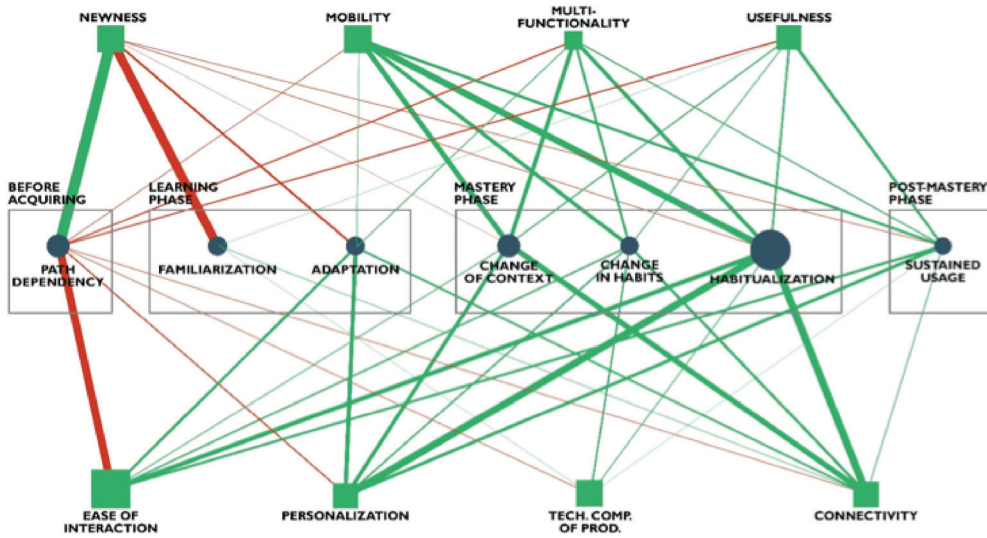 NEWNESS
MOBILITY
MULTI-
FUNCTIONALITY
USEFULNESS
BEFORE
ACQUIRING
LEARNING
PHASE
MASTERY
PHASE
POST-MASTERY
PHASE
PATH
DEPENDENCY
FAMILIARIZATION
ADAPTATION
CHANGE
OF CONTEXT
CHANGE
IN HABITS
HABITUALIZATION
SUSTAINED
USAGE
EASE OF
INTERACTION
PERSONALIZATION
TECH. COMP.
OF PROD.
CONNECTIVITY